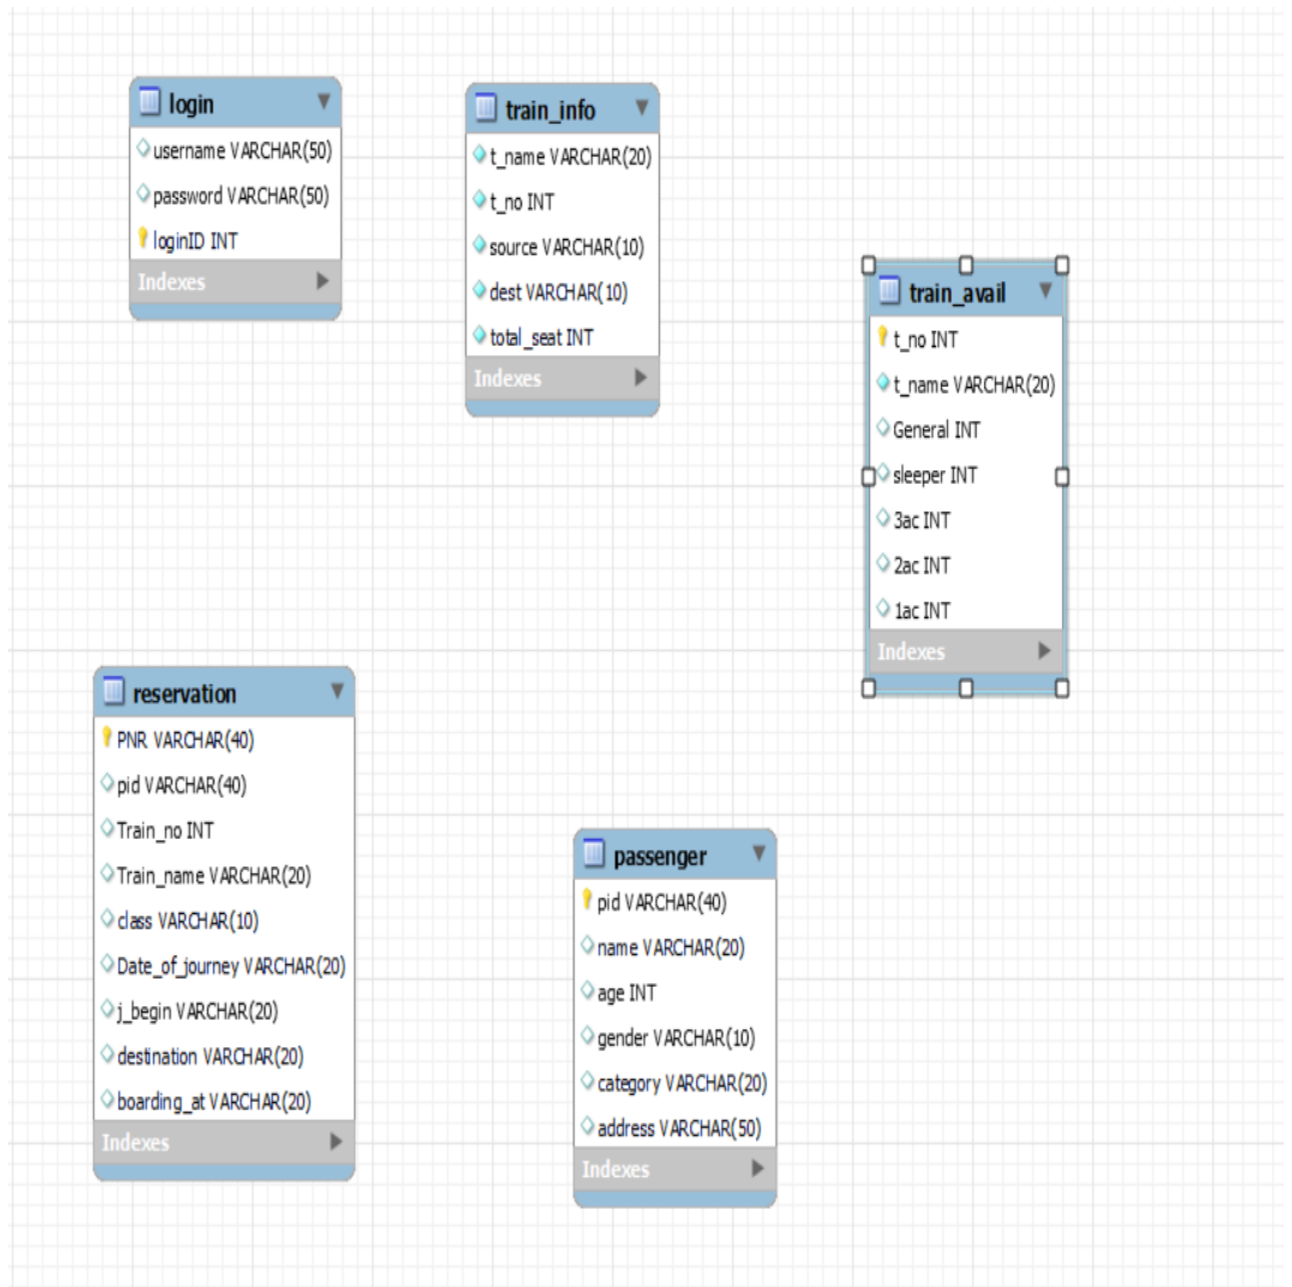 login
username VARCHAR(50)
password VARCHAR(50)
loginID INT
Indexes
train_info
t_name VARCHAR(20)
t_no INT
source VARCHAR(10)
dest VARCHAR(10)
total_seat INT
Indexes
train_avail
t_no INT
t_name VARCHAR(20)
General INT
sleeper INT
3ac INT
2ac INT
1ac INT
Indexes
reservation
PNR VARCHAR(40)
pid VARCHAR(40)
Train_no INT
Train_name VARCHAR(20)
class VARCHAR(10)
Date_of_journey VARCHAR(20)
j_begin VARCHAR(20)
destination VARCHAR(20)
boarding_at VARCHAR(20)
Indexes
passenger
pid VARCHAR(40)
name VARCHAR(20)
age INT
gender VARCHAR(10)
category VARCHAR(20)
address VARCHAR(50)
Indexes